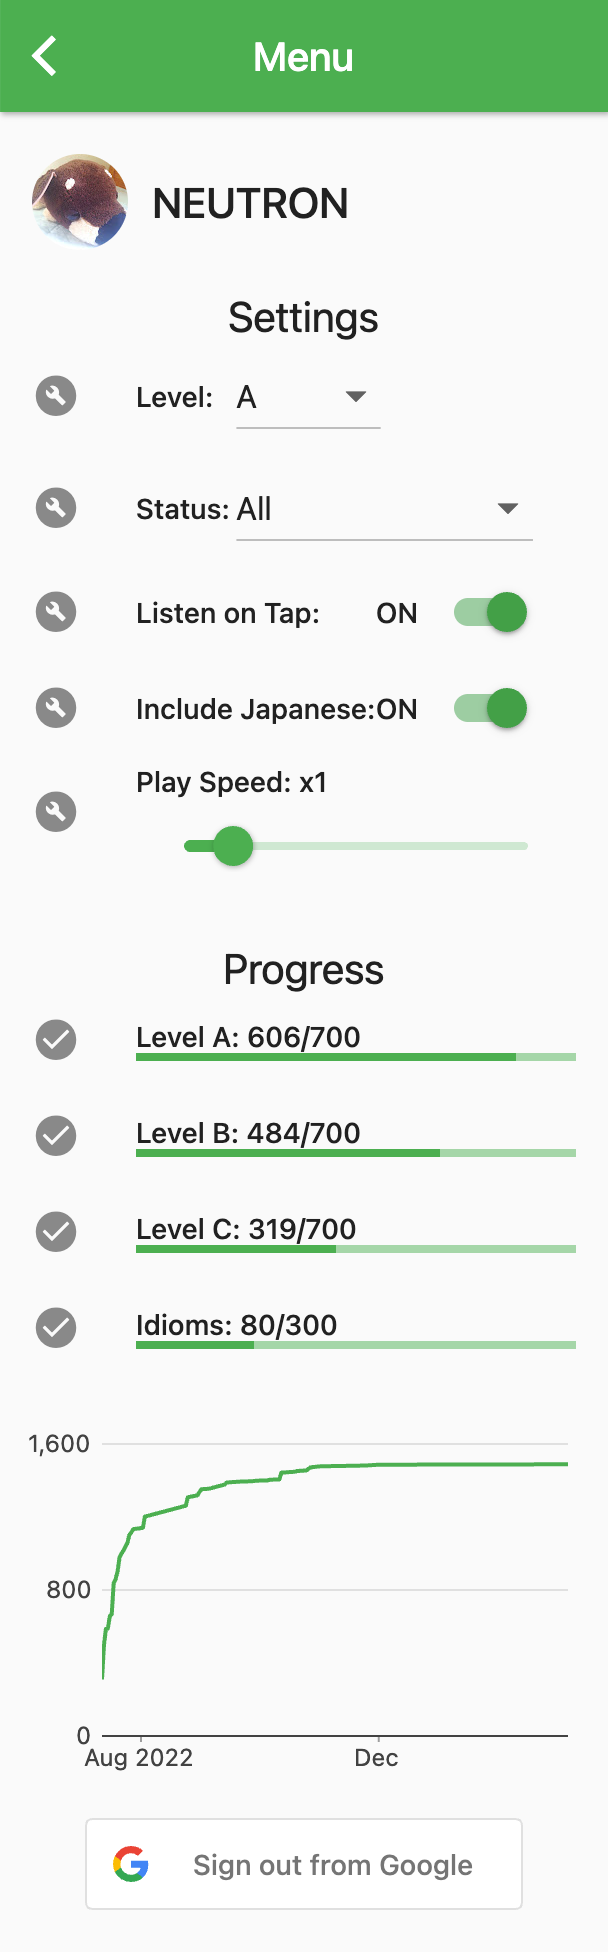 Menu
NEUTRON
Settings
Level: A
Status: All
Listen on Tap: ON
Include Japanese:ON
Play Speed: x1
Progress
Level A: 606/700
Level B: 484/700
Level C: 319/700
Idioms: 80/300
1,600
800
0
Aug 2022 Dec
Sign out from Google